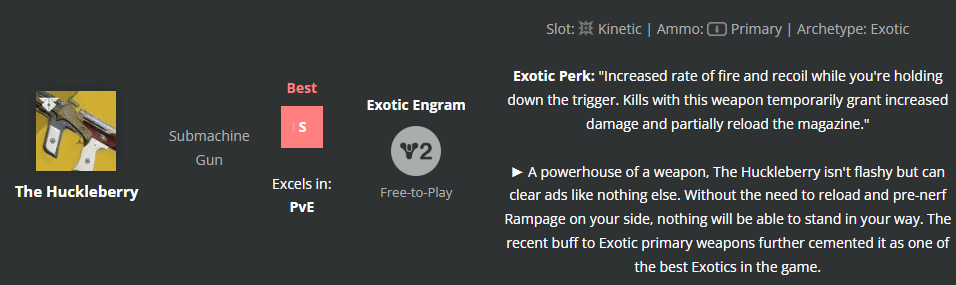 Slot: Kinetic | Ammo: Primary | Archetype: Exotic
The Huckleberry
Submachine
Gun
Best
S
Excels in:
PvE
Exotic Engram
2
Free-to-Play
Exotic Perk: "Increased rate of fire and recoil while you're holding
down the trigger. Kills with this weapon temporarily grant increased
damage and partially reload the magazine."
► A powerhouse of a weapon, The Huckleberry isn't flashy but can
clear ads like nothing else. Without the need to reload and pre-nerf
Rampage on your side, nothing will be able to stand in your way. The
recent buff to Exotic primary weapons further cemented it as one of
the best Exotics in the game.